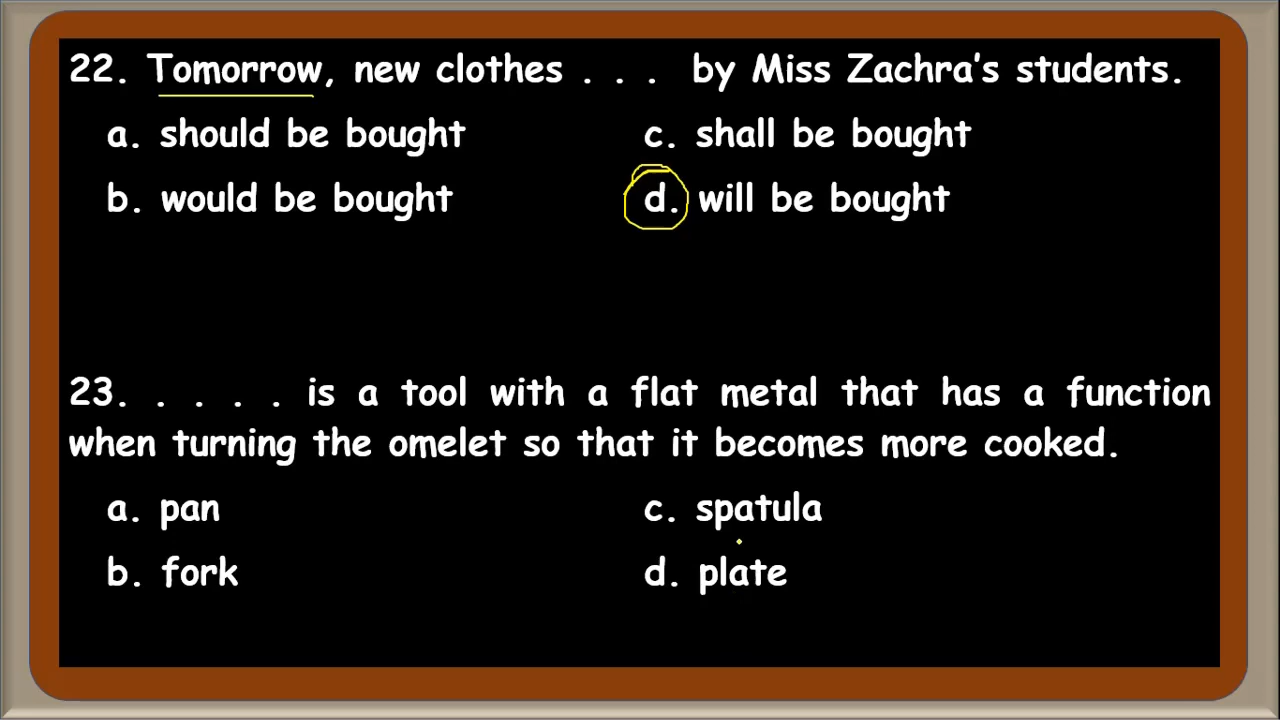 22. Tomorrow, new clothes . . . by Miss Zachra's students.
a. should be bought c. shall be bought
b. would be bought d. will be bought
23. . . . . is a tool with a flat metal that has a function
when turning the omelet so that it becomes more cooked.
a. pan c. spatula
b. fork d. plate